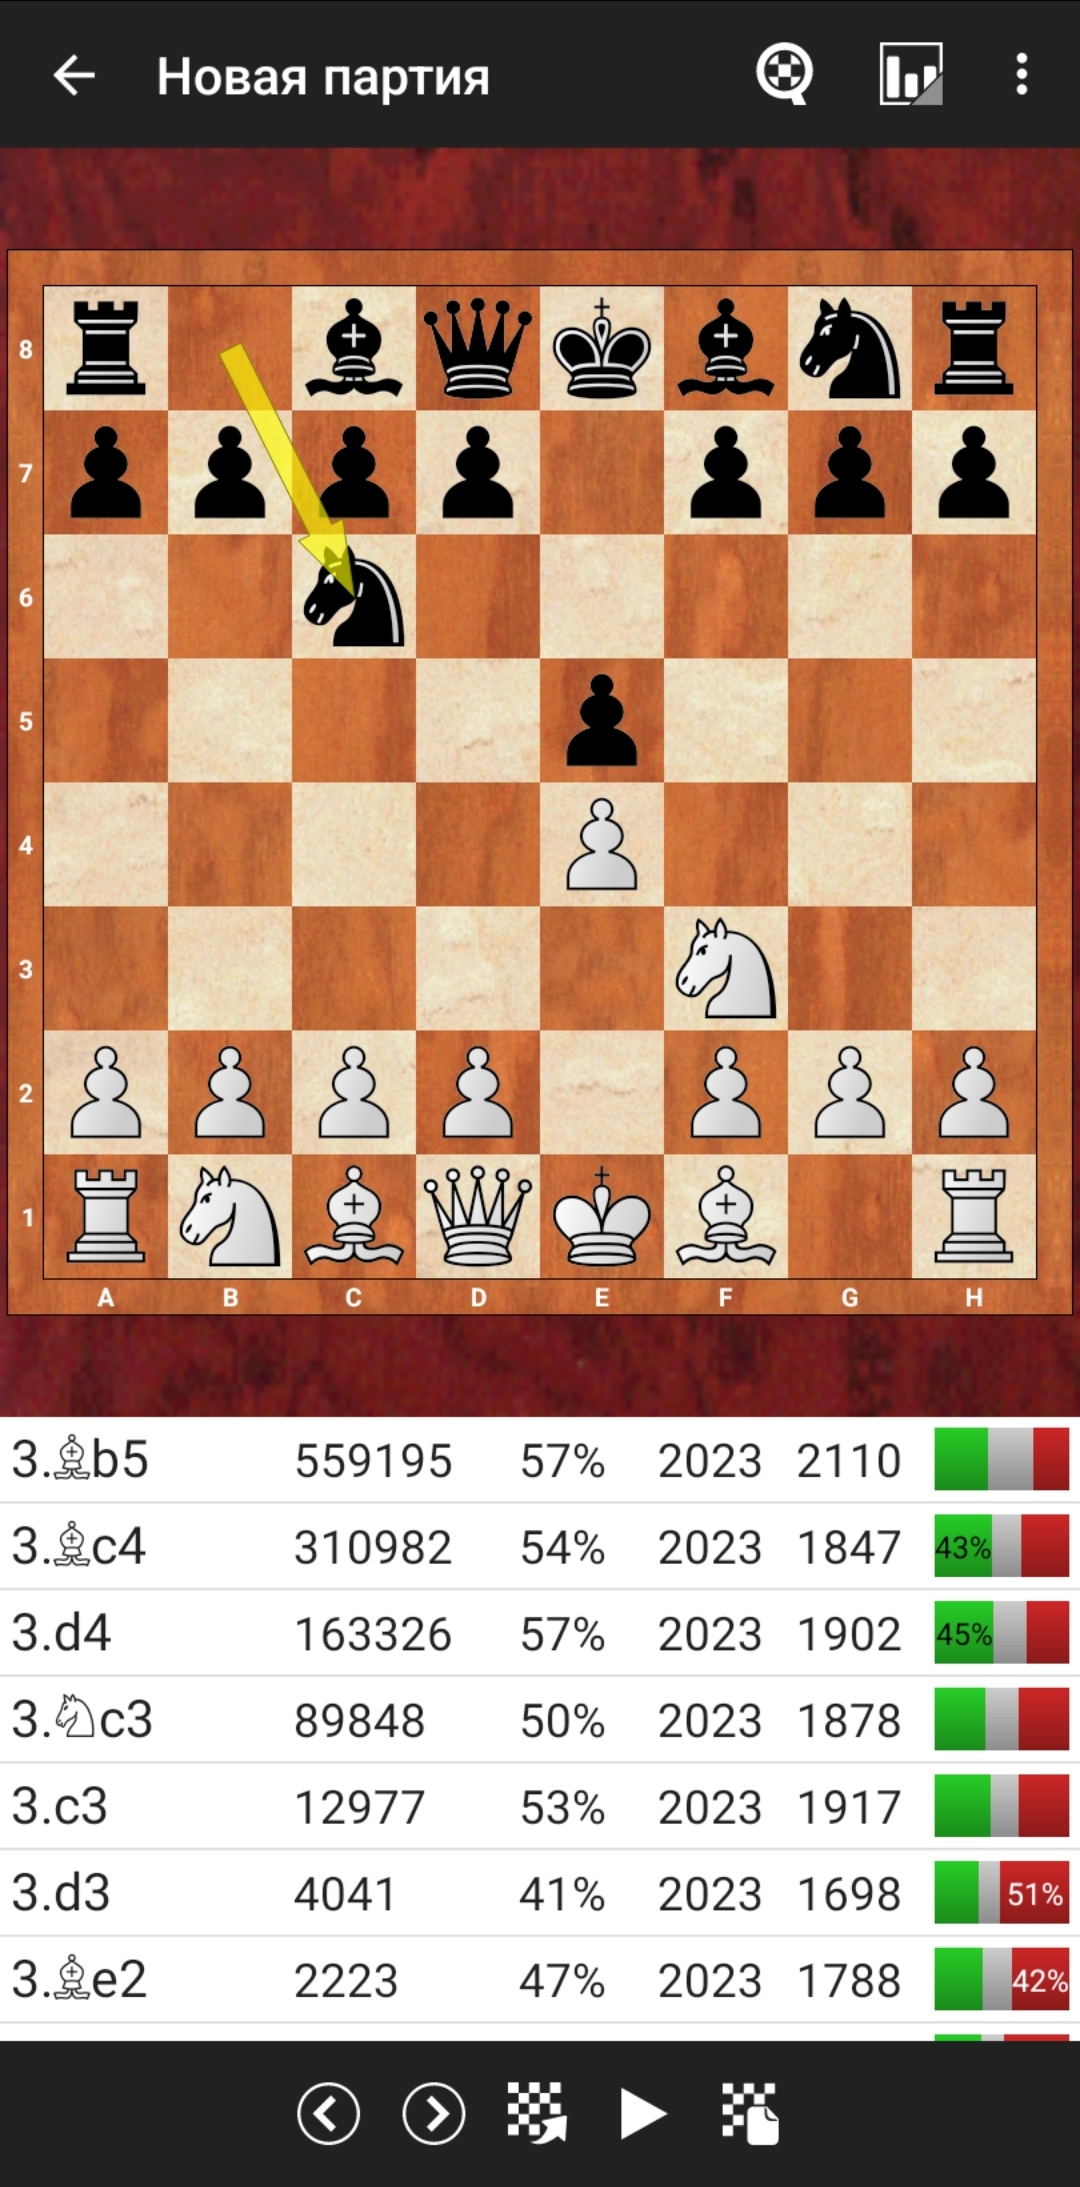 Новая партия
8
7
6
5
4
3
2
1
A B C D E F G H
3.♗b5 559195 57% 2023 2110
3.♗c4 310982 54% 2023 1847 43%
3.d4 163326 57% 2023 1902 45%
3.♘c3 89848 50% 2023 1878
3.c3 12977 53% 2023 1917
3.d3 4041 41% 2023 1698 51%
3.♗e2 2223 47% 2023 1788 42%